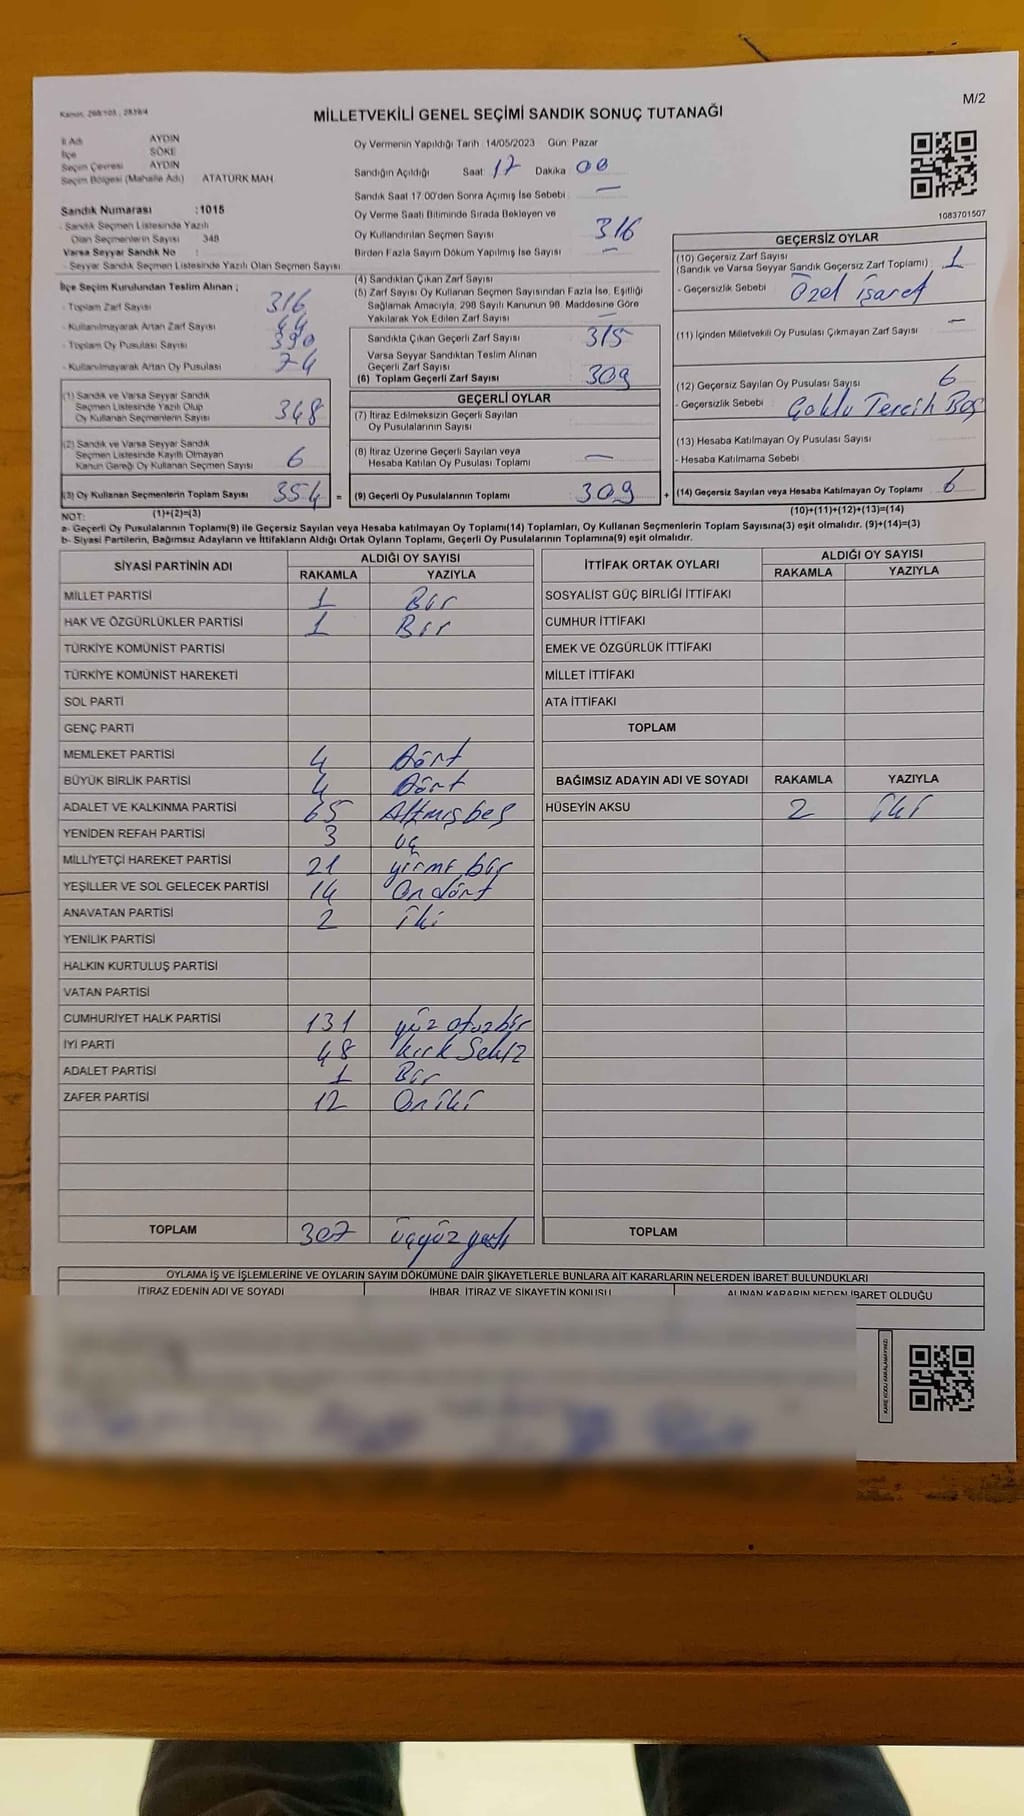 Kanun, 298/105 , 2839/4
M/2
MİLLETVEKİLİ GENEL SEÇİMİ SANDIK SONUÇ TUTANAĞI
İl Adı AYDIN
İlçe SÖKE
Seçim Çevresi AYDIN
Seçim Bölgesi (Mahalle Adı) ATATÜRK MAH
Sandık Numarası :1015
- Sandık Seçmen Listesinde Yazılı
Olan Seçmenlerin Sayısı 348
Varsa Seyyar Sandık No :
- Seyyar Sandık Seçmen Listesinde Yazılı Olan Seçmen Sayısı
İlçe Seçim Kurulundan Teslim Alınan ;
- Toplam Zarf Sayısı 316
- Kullanılmayarak Artan Zarf Sayısı 44
- Toplam Oy Pusulası Sayısı 390
- Kullanılmayarak Artan Oy Pusulası 74
(1) Sandık ve Varsa Seyyar Sandık
Seçmen Listesinde Yazılı Olup
Oy Kullanan Seçmenlerin Sayısı 348
(2) Sandık ve Varsa Seyyar Sandık
Seçmen Listesinde Kayıtlı Olmayan
Kanun Gereği Oy Kullanan Seçmen Sayısı 6
(3) Oy Kullanan Seçmenlerin Toplam Sayısı 354 =
(1)+(2)=(3)
Oy Vermenin Yapıldığı Tarih 14/05/2023 Gün: Pazar
Sandığın Açıldığı Saat: 17 Dakika 00
Sandık Saat 17:00'den Sonra Açımış İse Sebebi : —
Oy Verme Saati Bitiminde Sırada Bekleyen ve
Oy Kullandırılan Seçmen Sayısı 316
Birden Fazla Sayım Döküm Yapılmış İse Sayısı —
(4) Sandıktan Çıkan Zarf Sayısı
(5) Zarf Sayısı Oy Kullanan Seçmen Sayısından Fazla İse, Eşitliği
Sağlamak Amacıyla, 298 Sayılı Kanunun 98. Maddesine Göre
Yakılarak Yok Edilen Zarf Sayısı —
Sandıkta Çıkan Geçerli Zarf Sayısı 315
Varsa Seyyar Sandıktan Teslim Alınan
Geçerli Zarf Sayısı
(6) Toplam Geçerli Zarf Sayısı 309
GEÇERLİ OYLAR
(7) İtiraz Edilmeksizin Geçerli Sayılan
Oy Pusulalarının Sayısı
(8) İtiraz Üzerine Geçerli Sayılan veya
Hesaba Katılan Oy Pusulası Toplamı —
(9) Geçerli Oy Pusulalarının Toplamı 309 +
1083701507
GEÇERSİZ OYLAR
(10) Geçersiz Zarf Sayısı
(Sandık ve Varsa Seyyar Sandık Geçersiz Zarf Toplamı) 1
- Geçersizlik Sebebi : Özel işaret
(11) İçinden Milletvekili Oy Pusulası Çıkmayan Zarf Sayısı —
(12) Geçersiz Sayılan Oy Pusulası Sayısı 6
- Geçersizlik Sebebi : Çoklu Tercih Boş
(13) Hesaba Katılmayan Oy Pusulası Sayısı
- Hesaba Katılmama Sebebi
(14) Geçersiz Sayılan veya Hesaba Katılmayan Oy Toplamı 6
(10)+(11)+(12)+(13)=(14)
NOT:
a- Geçerli Oy Pusulalarının Toplamı(9) ile Geçersiz Sayılan veya Hesaba katılmayan Oy Toplamı(14) Toplamları, Oy Kullanan Seçmenlerin Toplam Sayısına(3) eşit olmalıdır. (9)+(14)=(3)
b- Siyasi Partilerin, Bağımsız Adayların ve İttifakların Aldığı Ortak Oyların Toplamı, Geçerli Oy Pusulalarının Toplamına(9) eşit olmalıdır.
SİYASİ PARTİNİN ADI ALDIĞI OY SAYISI
RAKAMLA YAZIYLA
MİLLET PARTİSİ 1 Bir
HAK VE ÖZGÜRLÜKLER PARTİSİ 1 Bir
TÜRKİYE KOMÜNİST PARTİSİ
TÜRKİYE KOMÜNİST HAREKETİ
SOL PARTİ
GENÇ PARTİ
MEMLEKET PARTİSİ 4 Dört
BÜYÜK BİRLİK PARTİSİ 4 Dört
ADALET VE KALKINMA PARTİSİ 65 Altmışbeş
YENİDEN REFAH PARTİSİ 3 üç
MİLLİYETÇİ HAREKET PARTİSİ 21 yirmi bir
YEŞİLLER VE SOL GELECEK PARTİSİ 14 On dört
ANAVATAN PARTİSİ 2 iki
YENİLİK PARTİSİ
HALKIN KURTULUŞ PARTİSİ
VATAN PARTİSİ
CUMHURİYET HALK PARTİSİ 131 yüz otuzbir
İYİ PARTİ 48 kırk Sekiz
ADALET PARTİSİ 1 Bir
ZAFER PARTİSİ 12 Oniki
TOPLAM 307 üçyüz yedi
İTTİFAK ORTAK OYLARI ALDIĞI OY SAYISI
RAKAMLA YAZIYLA
SOSYALİST GÜÇ BİRLİĞİ İTTİFAKI
CUMHUR İTTİFAKI
EMEK VE ÖZGÜRLÜK İTTİFAKI
MİLLET İTTİFAKI
ATA İTTİFAKI
TOPLAM
BAĞIMSIZ ADAYIN ADI VE SOYADI RAKAMLA YAZIYLA
HÜSEYİN AKSU 2 iki
TOPLAM
OYLAMA İŞ VE İŞLEMLERİNE VE OYLARIN SAYIM DÖKÜMÜNE DAİR ŞİKAYETLERLE BUNLARA AİT KARARLARIN NELERDEN İBARET BULUNDUKLARI
İTİRAZ EDENİN ADI VE SOYADI İHBAR, İTİRAZ VE ŞİKAYETİN KONUSU ALINAN KARARIN NEDEN İBARET OLDUĞU